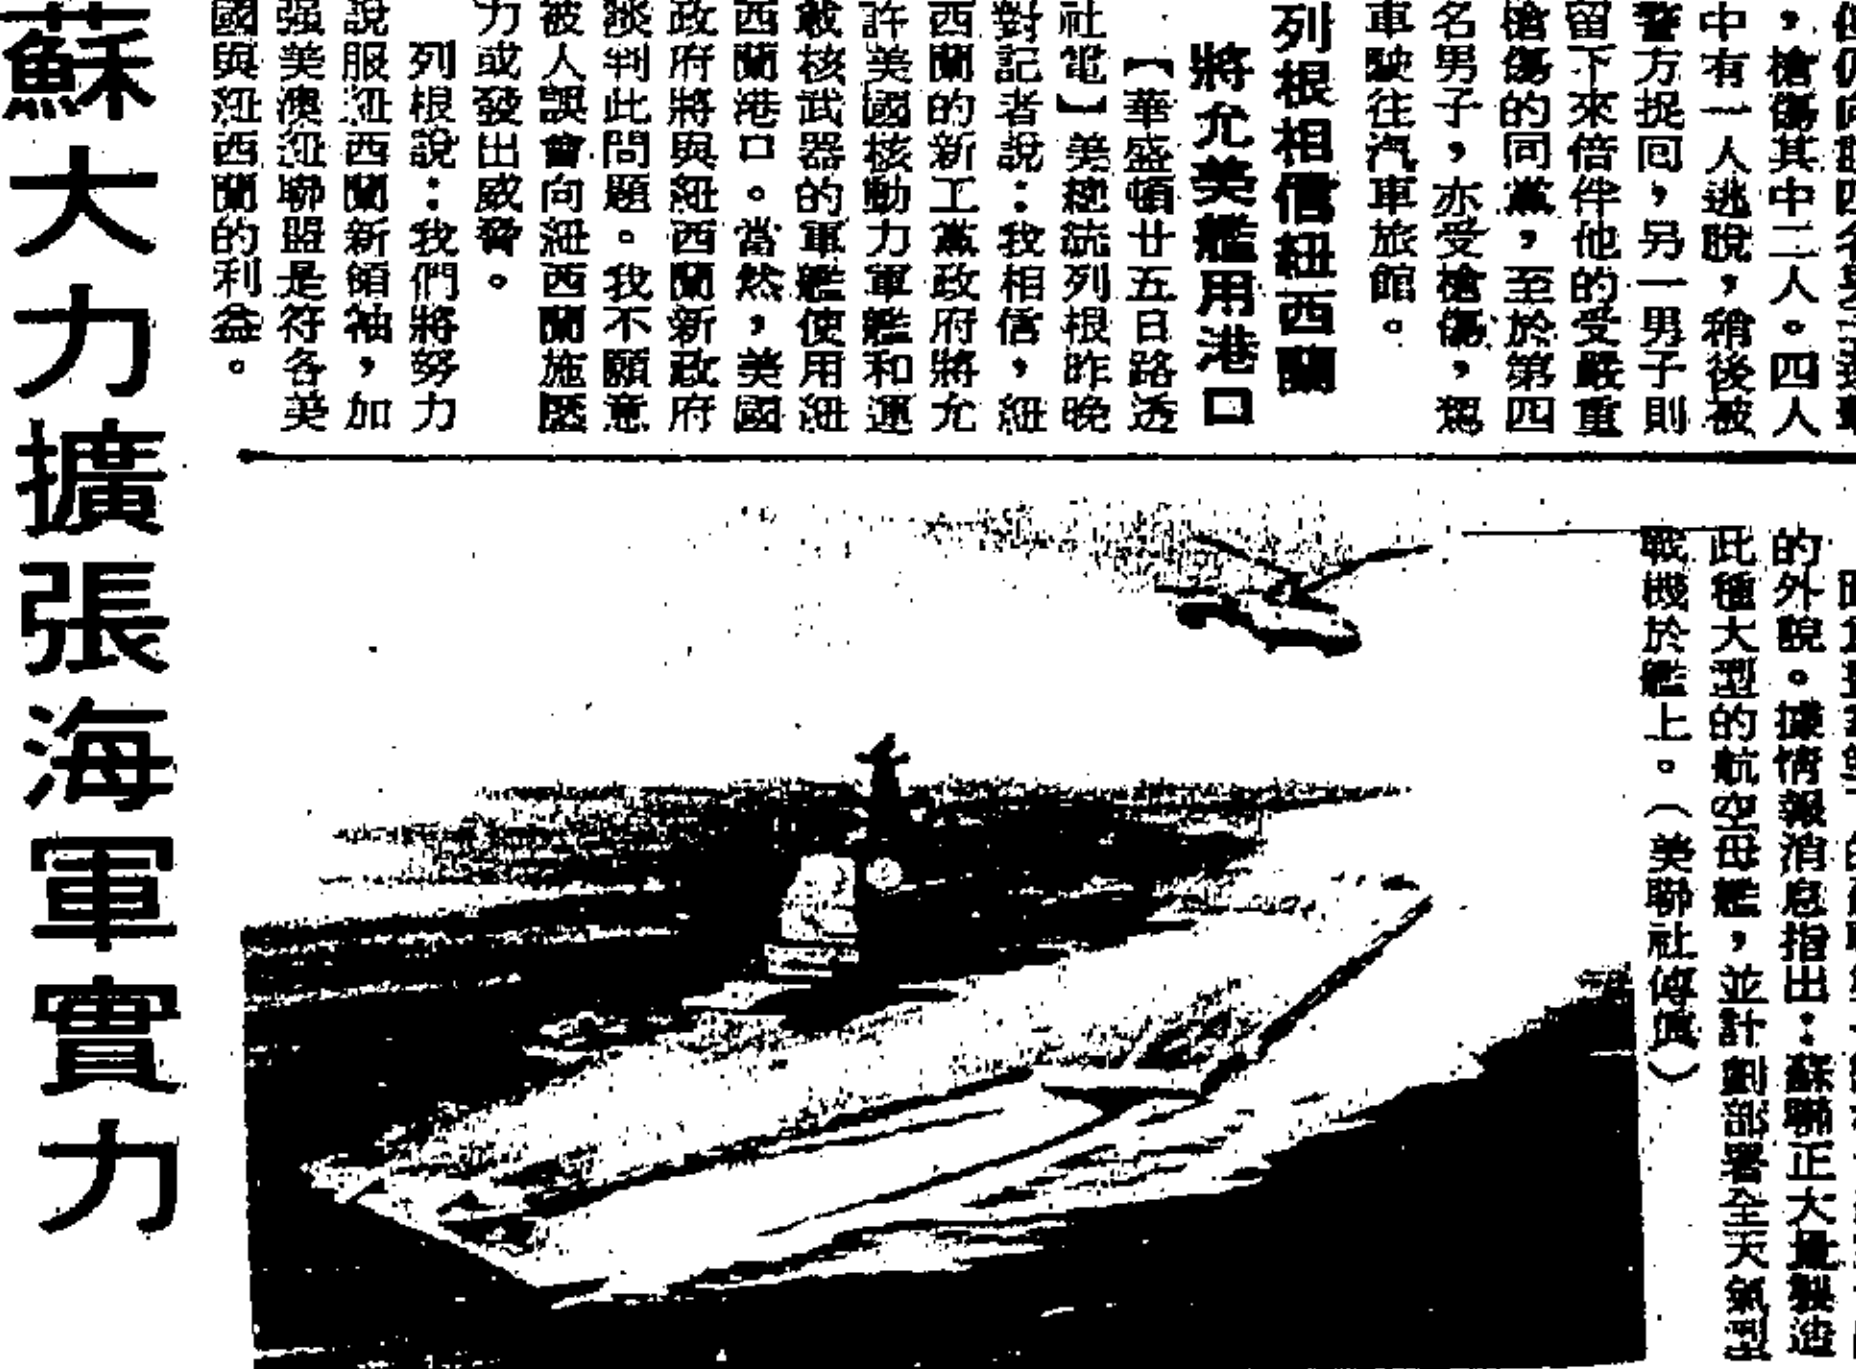 ，槍傷其中二人。四人
中有一人逃脫，稍後被
警方捉回，另一男子則
留下來倍伴他的受嚴重
槍傷的同黨，至於第四
名男子，亦受槍傷，駕
車駛往汽車旅館。
列根相信紐西蘭
將允美艦用港口
【華盛頓廿五日路透
社電】美總統列根昨晚
對記者說：我相信，紐
西蘭的新工黨政府將允
許美國核動力軍艦和運
載核武器的軍艦使用紐
西蘭港口。當然，美國
政府將與紐西蘭新政府
談判此問題。我不願意
被人誤會向紐西蘭施壓
力或發出威脅。
列根說：我們將努力
說服紐西蘭新領袖，加
强美澳紐聯盟是符各美
國與紐西蘭的利益。
蘇大力擴張海軍實力
的外貌。據情報消息指出：蘇聯正大量製造
此種大型的航空母艦，並計劃部署全天氣型
戰機於艦上。（美聯社傳真）